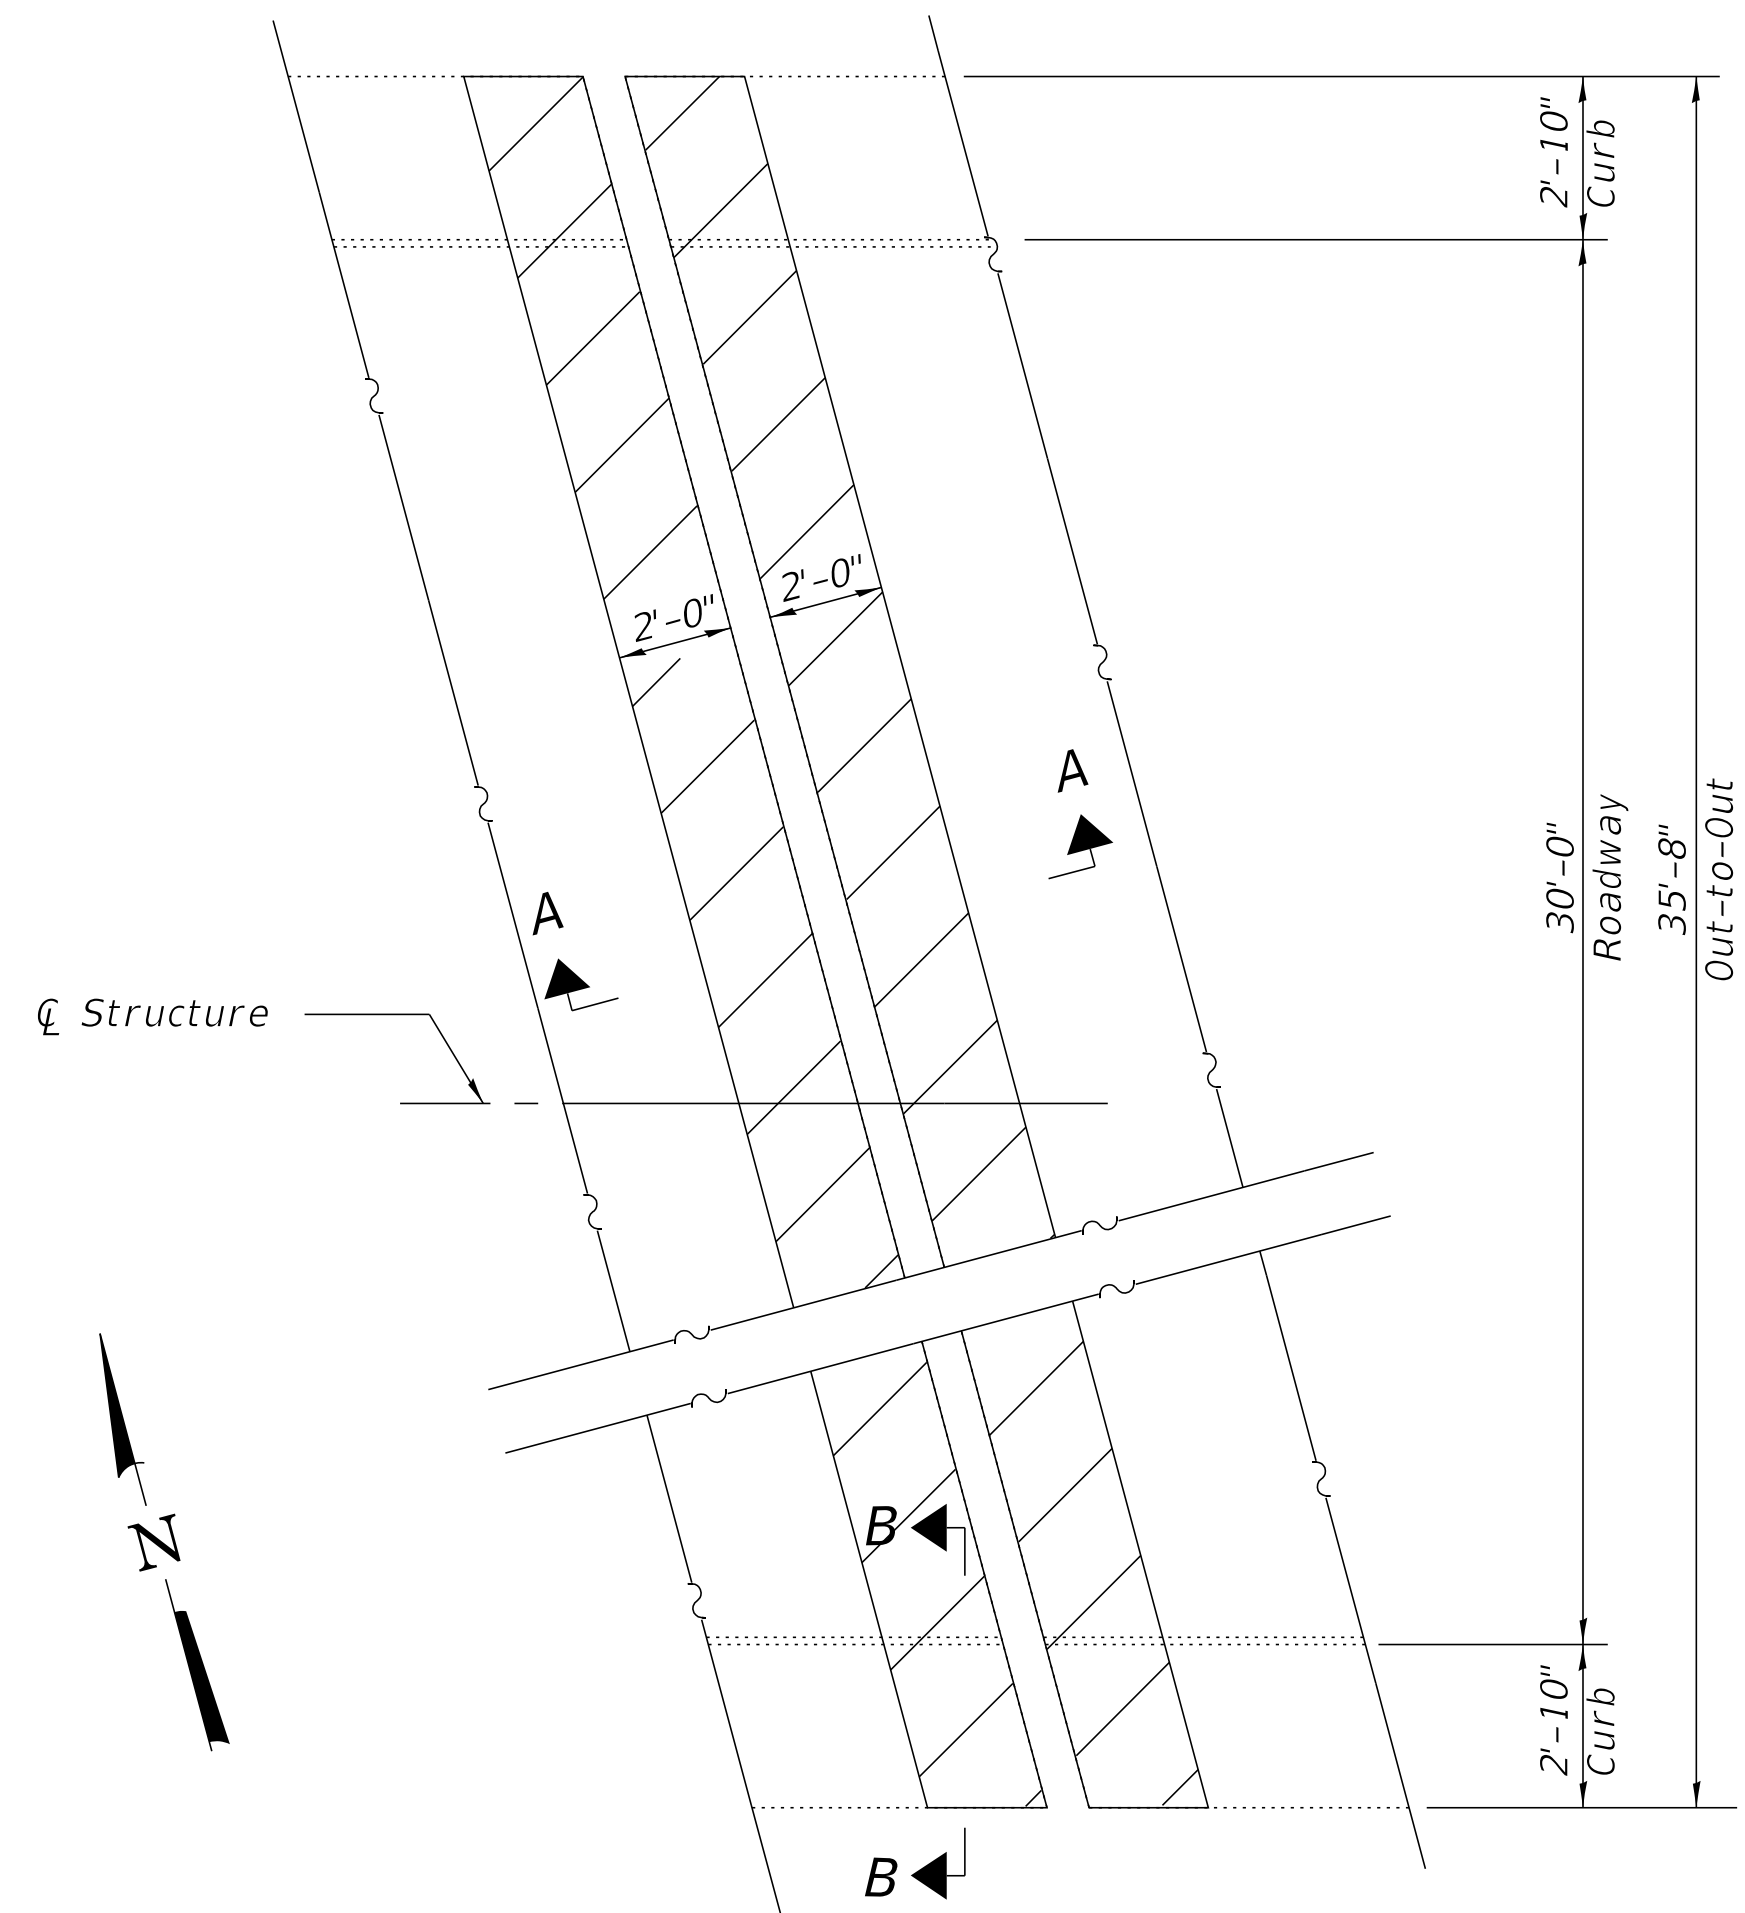 2'-10"
Curb
2'-0"
2'-0"
A
A
30'-0"
Roadway
35'-8"
Out-to-Out
℄ Structure
N
B
2'-10"
Curb
B